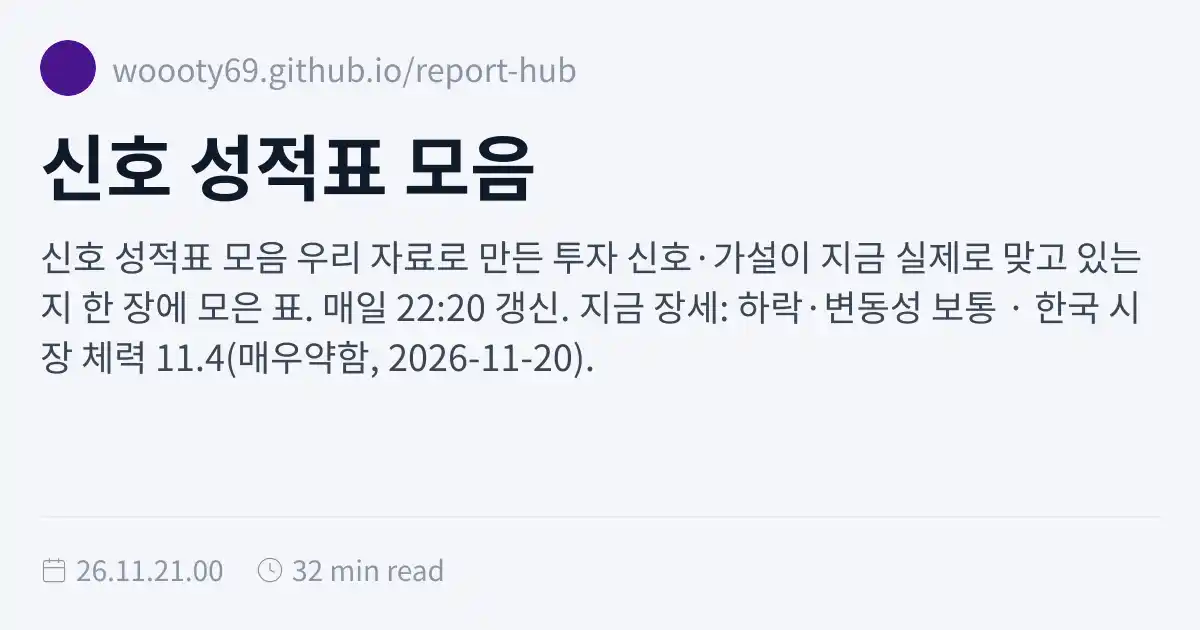 woooty69.github.io/report-hub
신호 성적표 모음
신호 성적표 모음 우리 자료로 만든 투자 신호·가설이 지금 실제로 맞고 있는
지 한 장에 모은 표. 매일 22:20 갱신. 지금 장세: 하락·변동성 보통 · 한국 시
장 체력 11.4(매우약함, 2026-11-20).
26.11.21.00 32 min read